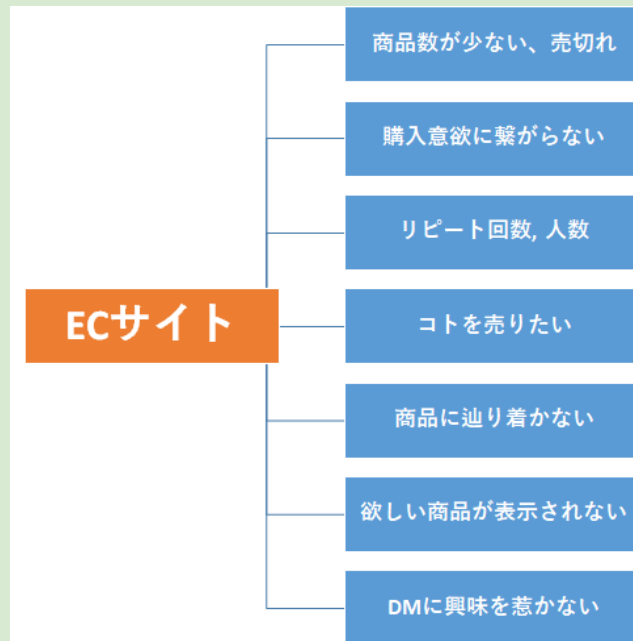 商品数が少ない、売切れ
購入意欲に繋がらない
リピート回数, 人数
ECサイト
コトを売りたい
商品に辿り着かない
欲しい商品が表示されない
DMに興味を惹かない